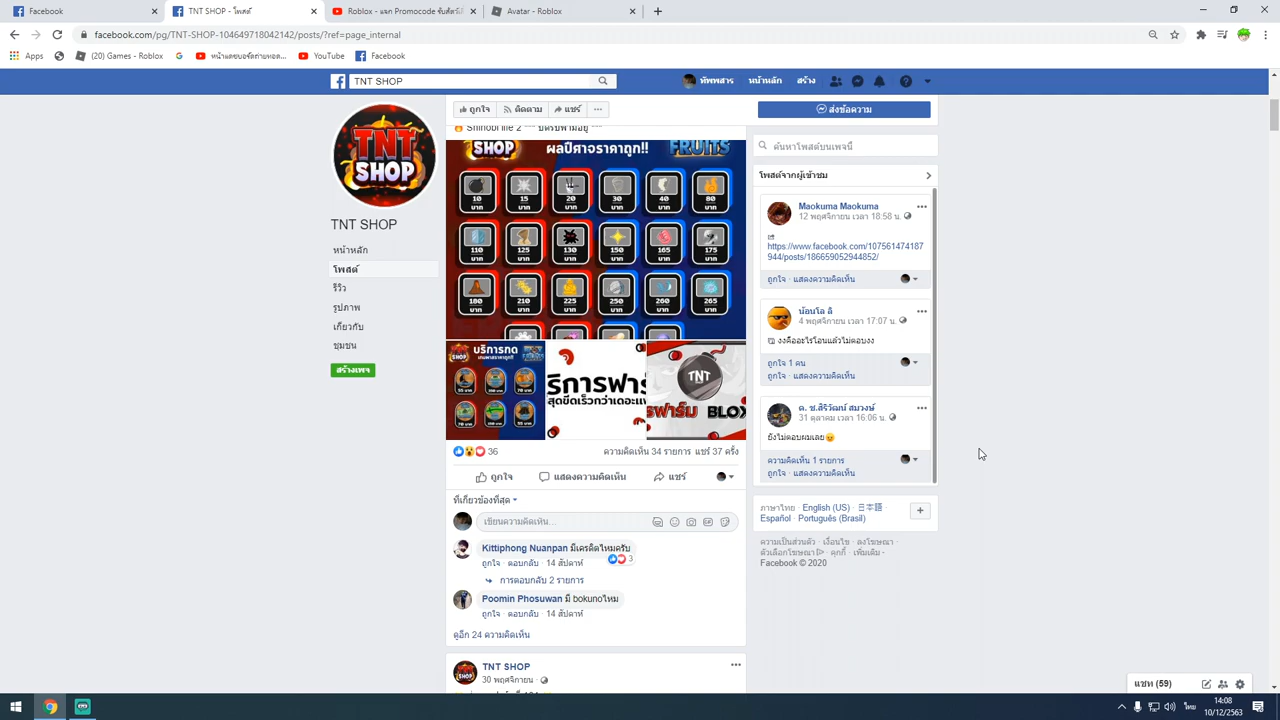 Facebook
TNT SHOP - โพสต์
Roblox - แจก Promocode
Avatar - Roblox
facebook.com/pg/TNT-SHOP-104649718042142/posts/?ref=page_internal
Apps
(20) Games - Roblox
YouTube
Facebook
TNT SHOP
ทัพพสาร
หน้าหลัก
สร้าง
ถูกใจ
ติดตาม
แชร์
ส่งข้อความ
TNT SHOP
TNT SHOP
หน้าหลัก
โพสต์
รีวิว
รูปภาพ
เกี่ยวกับ
ชุมชน
สร้างเพจ
Shinobi life 2
SHOP
ผลปีศาจราคาถูก!!
FRUITS
10 บาท
15 บาท
20 บาท
30 บาท
40 บาท
80 บาท
110 บาท
125 บาท
130 บาท
150 บาท
165 บาท
175 บาท
180 บาท
210 บาท
225 บาท
250 บาท
260 บาท
265 บาท
TNT
BLOX
36
ความคิดเห็น 34 รายการ แชร์ 37 ครั้ง
ถูกใจ
แสดงความคิดเห็น
แชร์
ที่เกี่ยวข้องที่สุด
เขียนความคิดเห็น...
Kittiphong Nuanpan มีเครดิตไหมครับ
3
ถูกใจ · ตอบกลับ · 14 สัปดาห์
การตอบกลับ 2 รายการ
Poomin Phosuwan มี bokunoไหม
ถูกใจ · ตอบกลับ · 14 สัปดาห์
ดูอีก 24 ความคิดเห็น
TNT SHOP
30 พฤศจิกายน ·
ค้นหาโพสต์บนเพจนี้
โพสต์จากผู้เข้าชม
Maokuma Maokuma
12 พฤศจิกายน เวลา 18:58 น.
https://www.facebook.com/107561474187
944/posts/186659052944852/
ถูกใจ · แสดงความคิดเห็น
น้อนโล ลิ
4 พฤศจิกายน เวลา 17:07 น.
งงคืออะไรโอนแล้วไม่ตอบงง
ถูกใจ 1 คน
ถูกใจ · แสดงความคิดเห็น
ด. ช.สิริวัฒน์ สมวงษ์
31 ตุลาคม เวลา 16:06 น.
ยังไม่ตอบผมเลย
ความคิดเห็น 1 รายการ
ถูกใจ · แสดงความคิดเห็น
ภาษาไทย · English (US) · 日本語
Español · Português (Brasil)
ความเป็นส่วนตัว · เงื่อนไข · ลงโฆษณา ·
ตัวเลือกโฆษณา · คุกกี้ · เพิ่มเติม ·
Facebook © 2020
แชท (59)
ไทย
14:08
10/12/2563